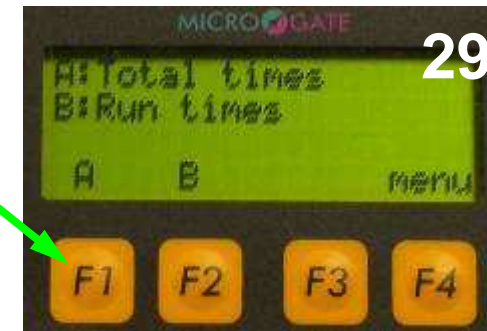 MICROGATE
29
A:Total times
B:Run times
A B menu
F1 F2 F3 F4